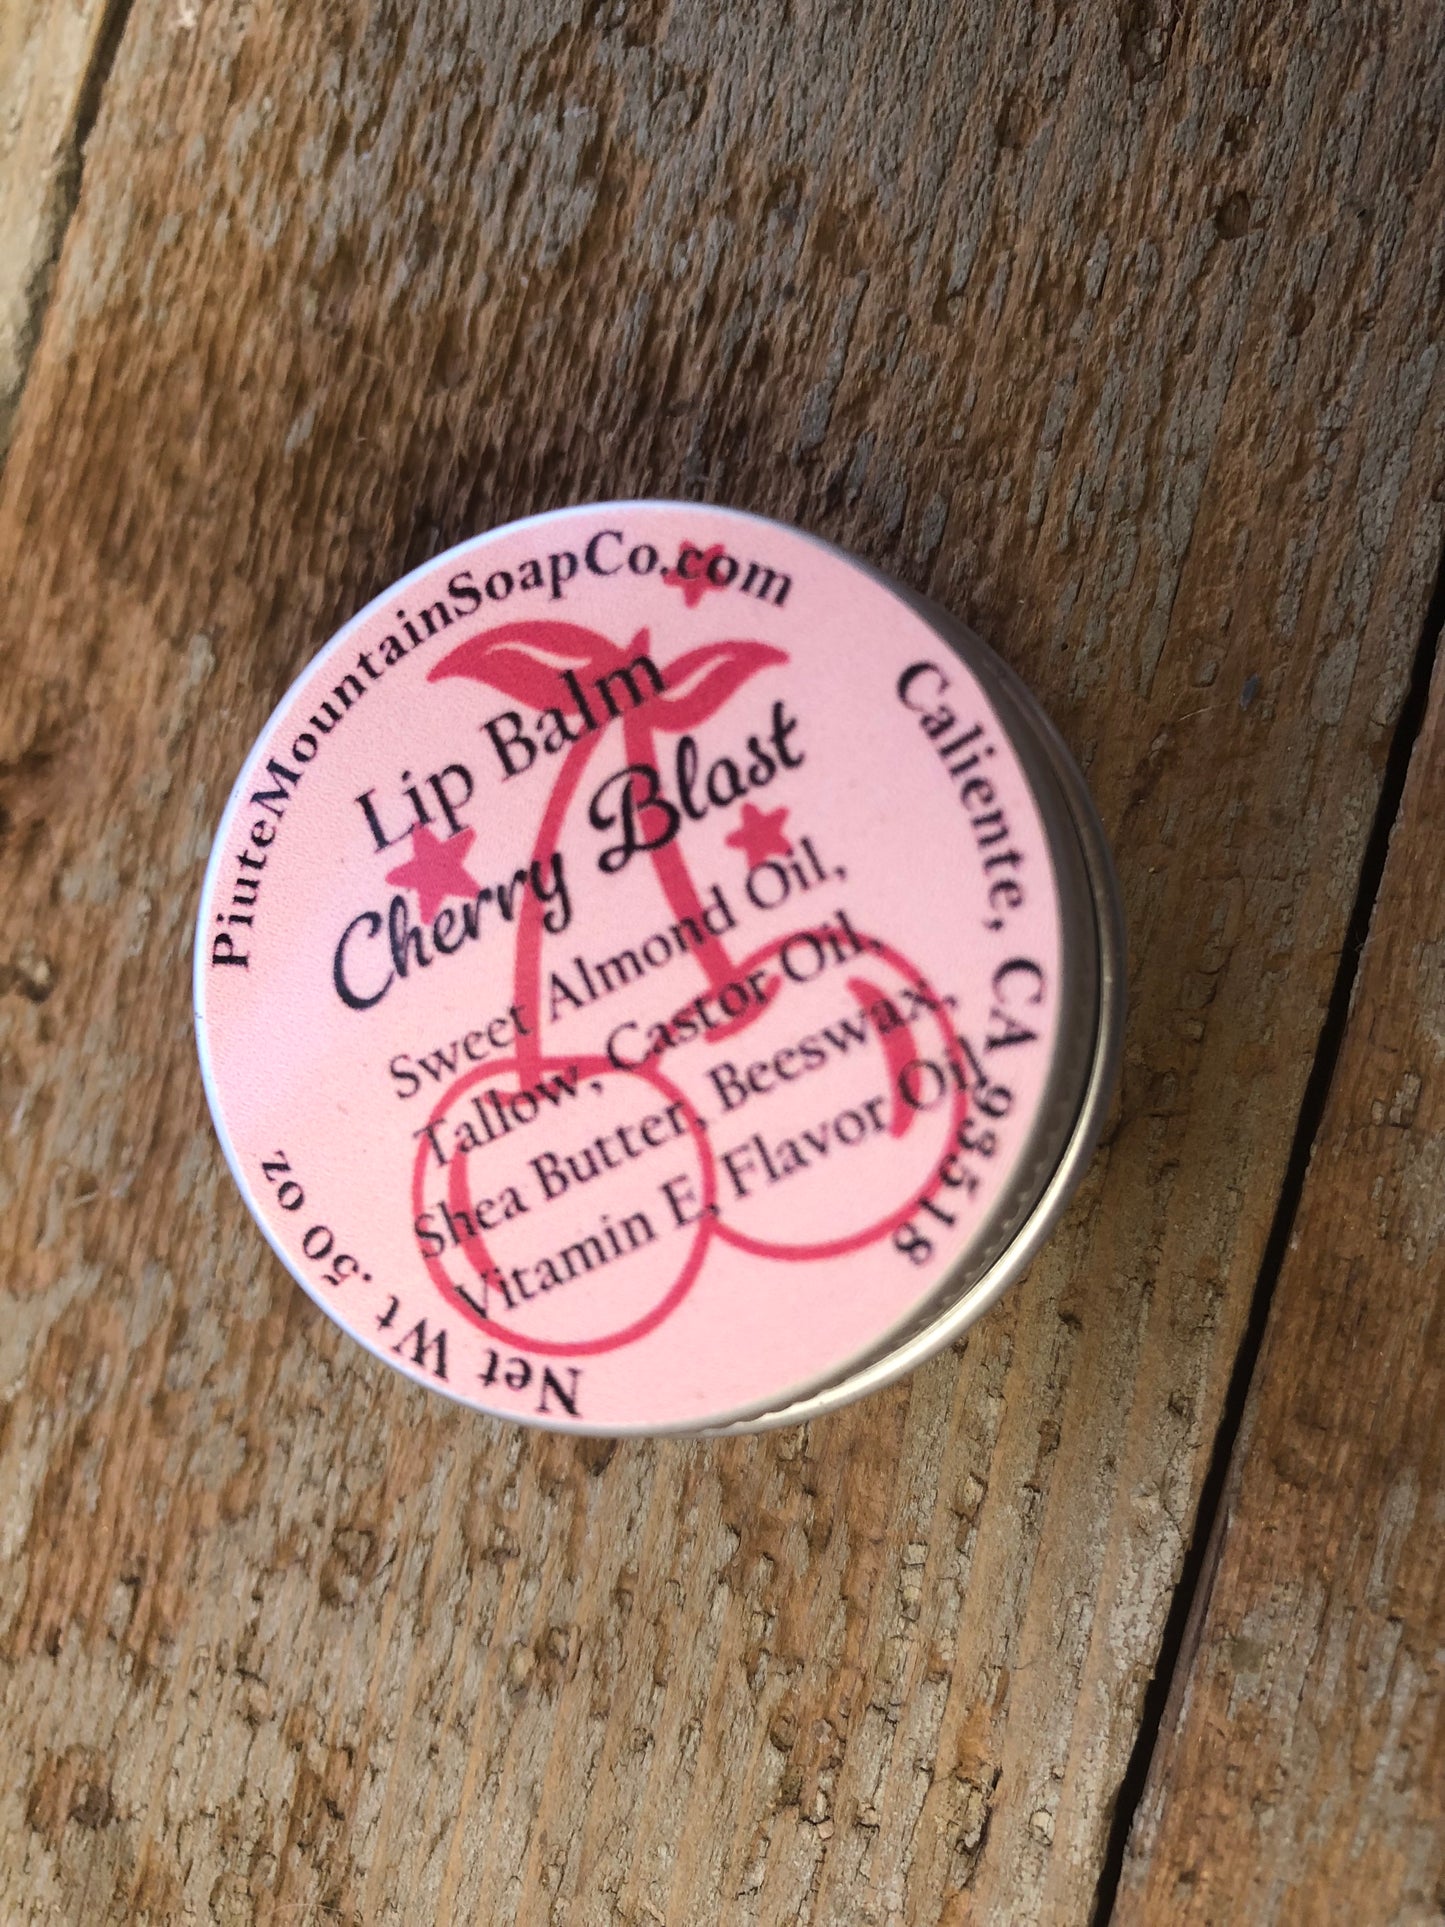 PiuteMountainSoapCo.com
Lip Balm
Cherry Blast
Sweet Almond Oil,
Tallow, Castor Oil,
Shea Butter, Beeswax,
Vitamin E, Flavor Oil
Caliente, CA 93518
Net Wt .50 oz